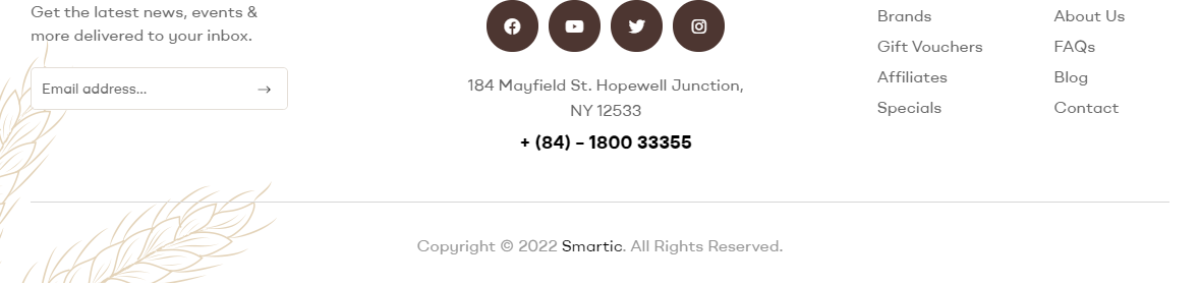 Get the latest news, events &
more delivered to your inbox.
Email address...
184 Mayfield St. Hopewell Junction,
NY 12533
+ (84) – 1800 33355
Brands
Gift Vouchers
Affiliates
Specials
About Us
FAQs
Blog
Contact
Copyright © 2022 Smartic. All Rights Reserved.